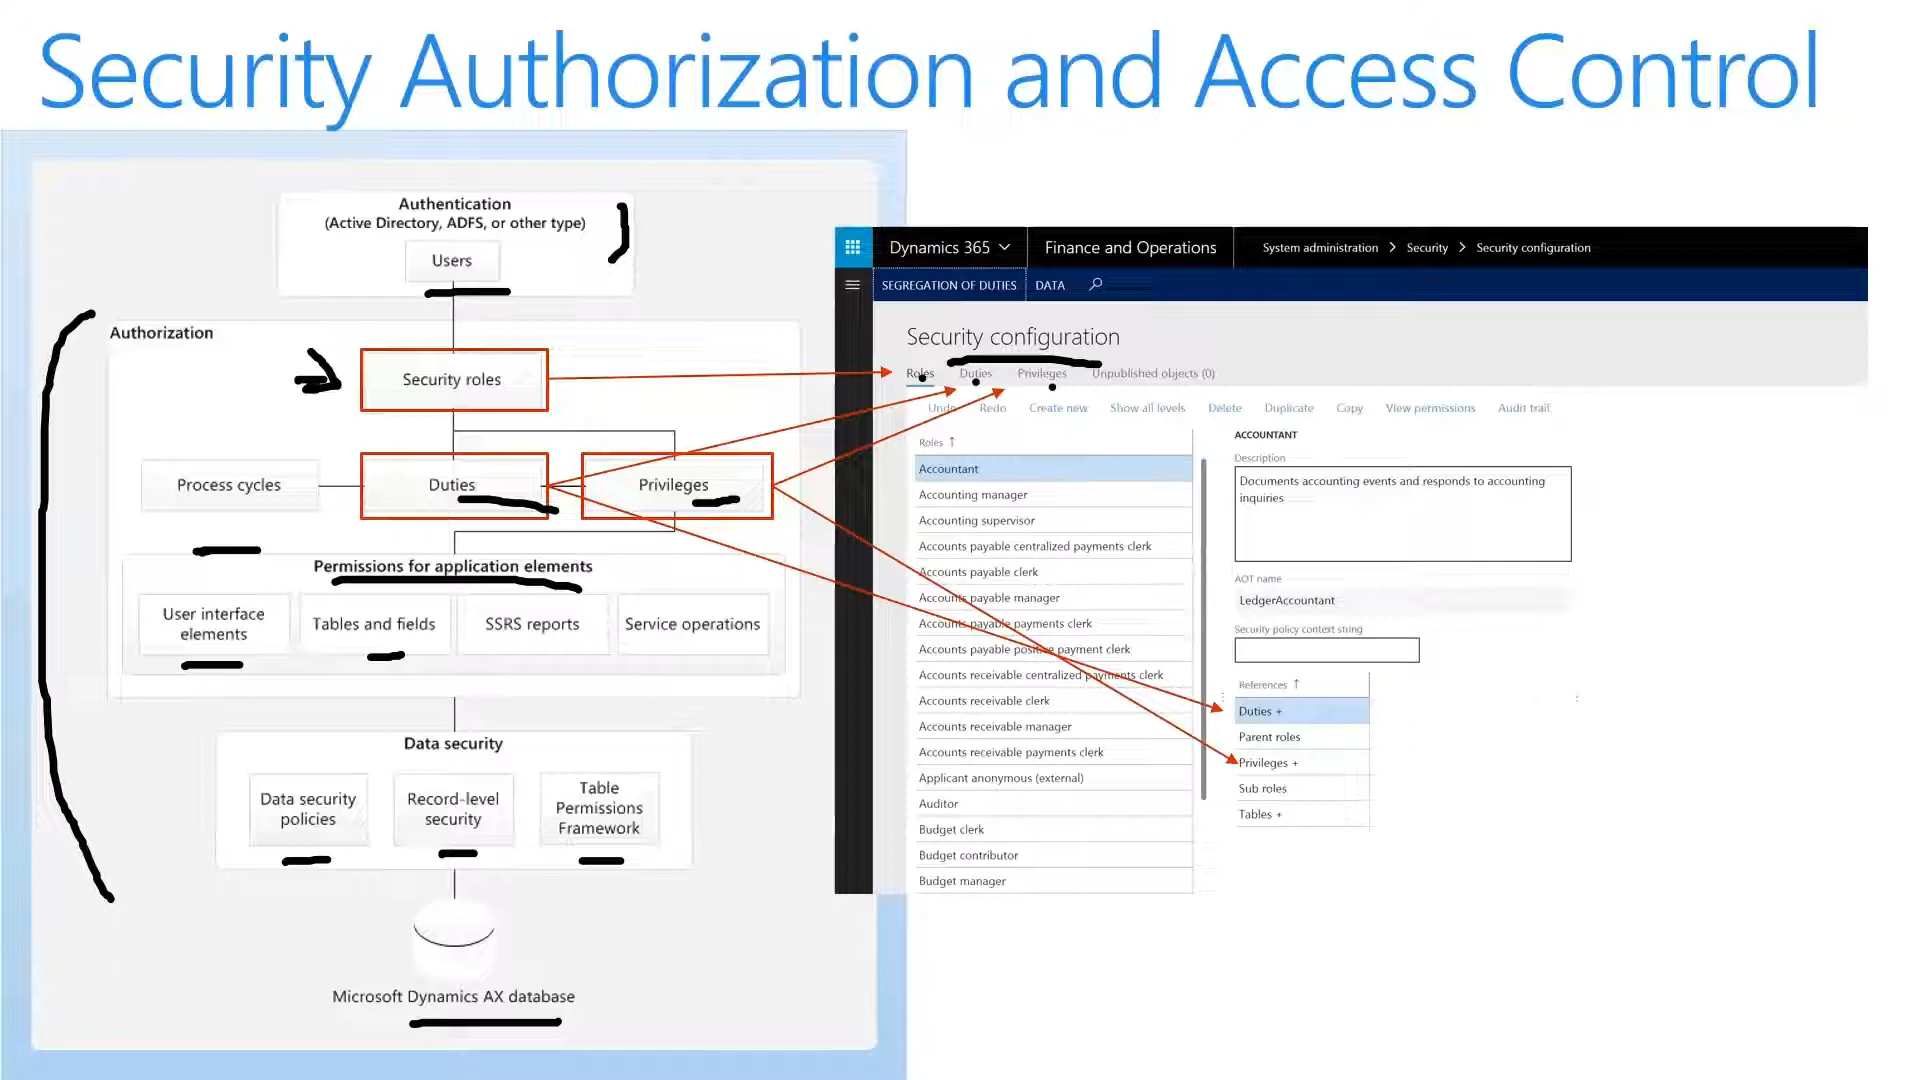 Security Authorization and Access Control
Authentication
(Active Directory, ADFS, or other type)
Users
Authorization
Security roles
Process cycles
Duties
Privileges
Permissions for application elements
User interface
elements
Tables and fields
SSRS reports
Service operations
Data security
Data security
policies
Record-level
security
Table
Permissions
Framework
Microsoft Dynamics AX database
Dynamics 365
Finance and Operations
System administration > Security > Security configuration
SEGREGATION OF DUTIES
DATA
Security configuration
Roles
Duties
Privileges
Unpublished objects (0)
Undo
Redo
Create new
Show all levels
Delete
Duplicate
Copy
View permissions
Audit trail
Roles ↑
Accountant
Accounting manager
Accounting supervisor
Accounts payable centralized payments clerk
Accounts payable clerk
Accounts payable manager
Accounts payable payments clerk
Accounts payable positive payment clerk
Accounts receivable centralized payments clerk
Accounts receivable clerk
Accounts receivable manager
Accounts receivable payments clerk
Applicant anonymous (external)
Auditor
Budget clerk
Budget contributor
Budget manager
ACCOUNTANT
Description
Documents accounting events and responds to accounting
inquiries
AOT name
LedgerAccountant
Security policy context string
References ↑
Duties +
Parent roles
Privileges +
Sub roles
Tables +